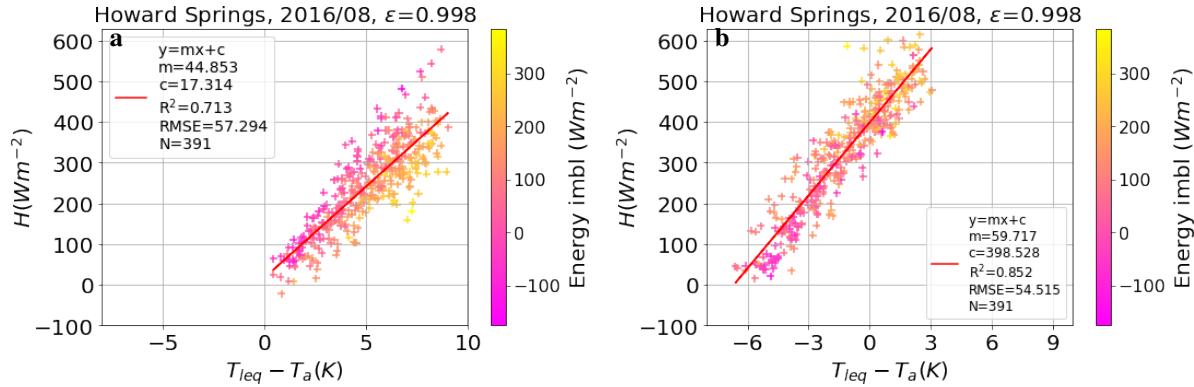 Howard Springs, 2016/08, ε=0.998
a
y=mx+c
m=44.853
c=17.314
R²=0.713
RMSE=57.294
N=391
600
500
400
300
200
100
0
−100
H(Wm⁻²)
−5
0
5
10
T_leq − T_a(K)
300
200
100
0
−100
Energy imbl (Wm⁻²)
Howard Springs, 2016/08, ε=0.998
b
600
500
400
300
200
100
0
−100
H(Wm⁻²)
y=mx+c
m=59.717
c=398.528
R²=0.852
RMSE=54.515
N=391
−6
−3
0
3
6
9
T_leq − T_a(K)
300
200
100
0
−100
Energy imbl (Wm⁻²)